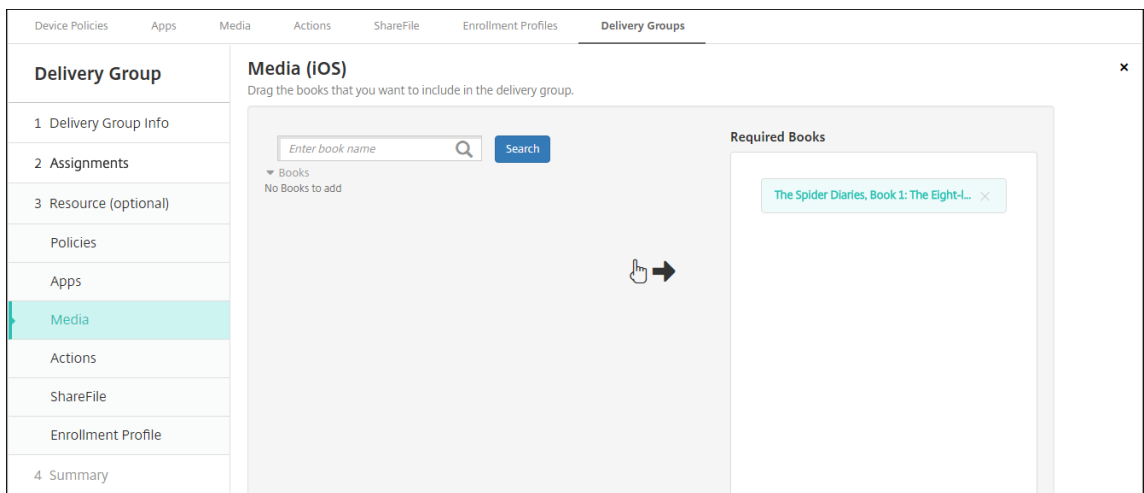 Device Policies Apps Media Actions ShareFile Enrollment Profiles Delivery Groups
Delivery Group
1 Delivery Group Info
2 Assignments
3 Resource (optional)
Policies
Apps
Media
Actions
ShareFile
Enrollment Profile
4 Summary
Media (iOS)
Drag the books that you want to include in the delivery group.
Enter book name
Search
Books
No Books to add
Required Books
The Spider Diaries, Book 1: The Eight-l...